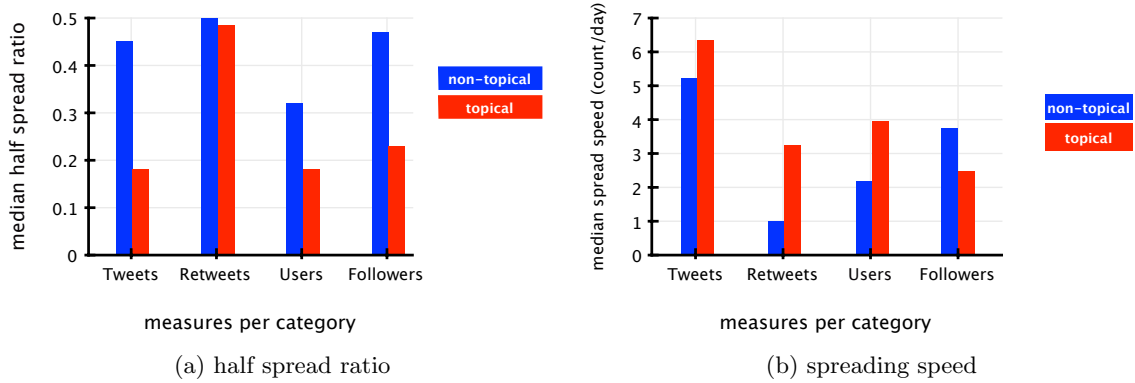 median half spread ratio
0.5
0.4
0.3
0.2
0.1
0
Tweets Retweets Users Followers
measures per category
non-topical
topical
(a) half spread ratio
median spread speed (count/day)
7
6
5
4
3
2
1
0
Tweets Retweets Users Followers
measures per category
non-topical
topical
(b) spreading speed